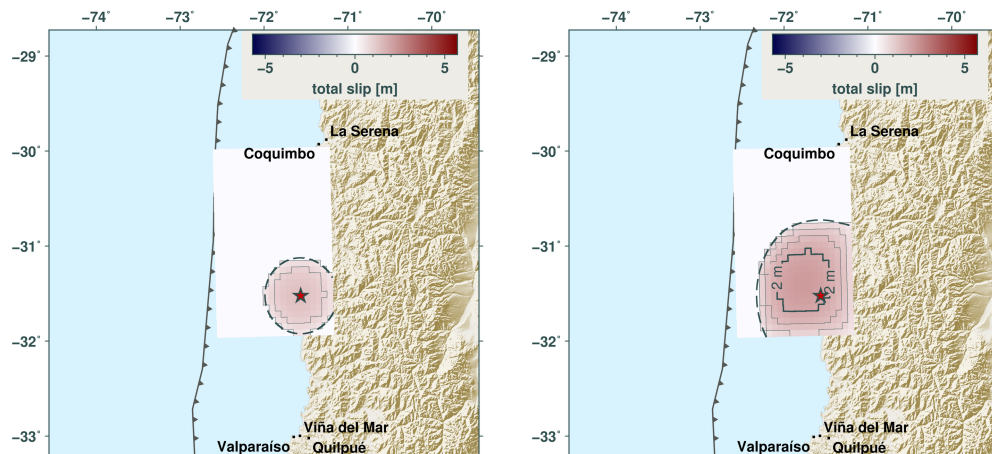 −74° −73° −72° −71° −70°
−29°
−30°
−31°
−32°
−33°
−5 0 5
total slip [m]
La Serena
Coquimbo
Viña del Mar
Valparaíso
Quilpué
−74° −73° −72° −71° −70°
−29°
−30°
−31°
−32°
−33°
−5 0 5
total slip [m]
La Serena
Coquimbo
2 m
2 m
Viña del Mar
Valparaíso
Quilpué